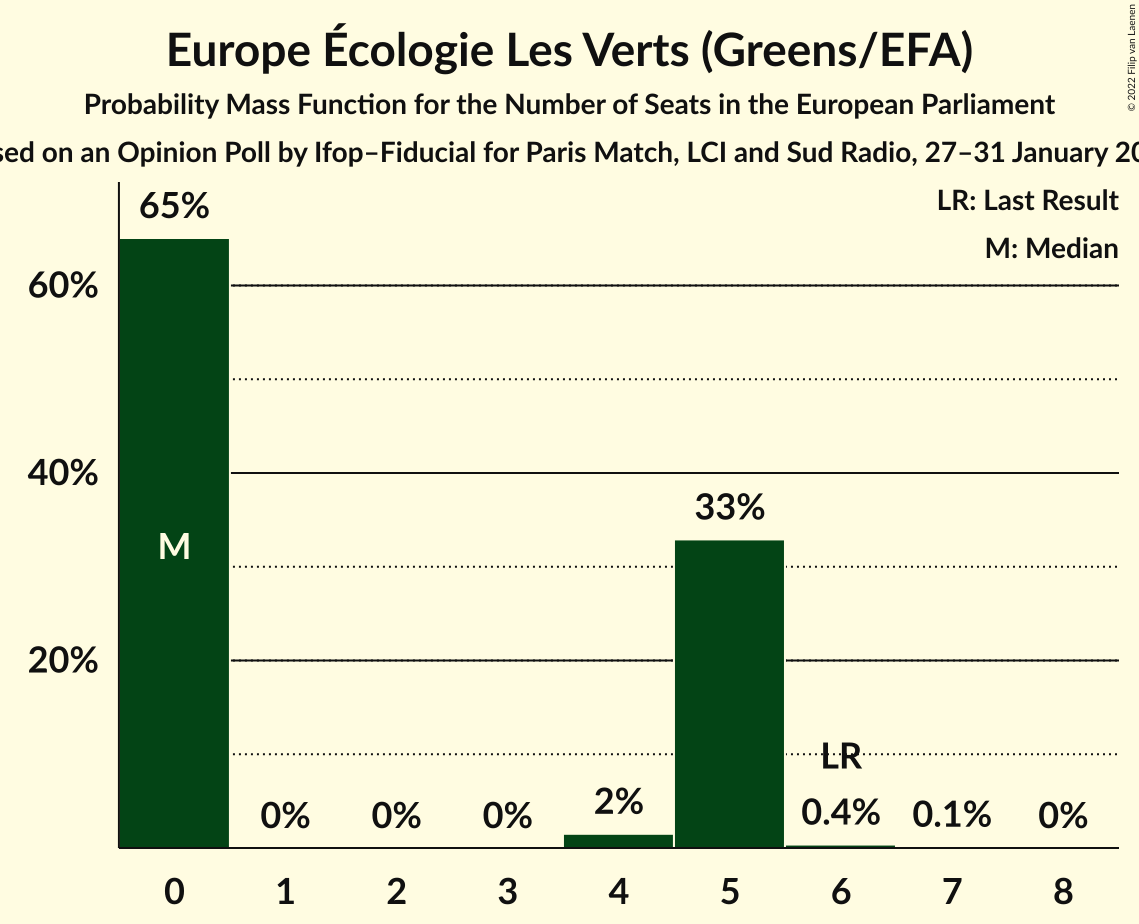 Europe Écologie Les Verts (Greens/EFA)
Probability Mass Function for the Number of Seats in the European Parliament
on an Opinion Poll by Ifop–Fiducial for Paris Match, LCI and Sud Radio, 27–31 January
© 2022 Filip van Laenen
LR: Last Result
M: Median
65%
60%
40%
20%
M
0%
0%
0%
2%
33%
LR
0.4%
0.1%
0%
0 1 2 3 4 5 6 7 8